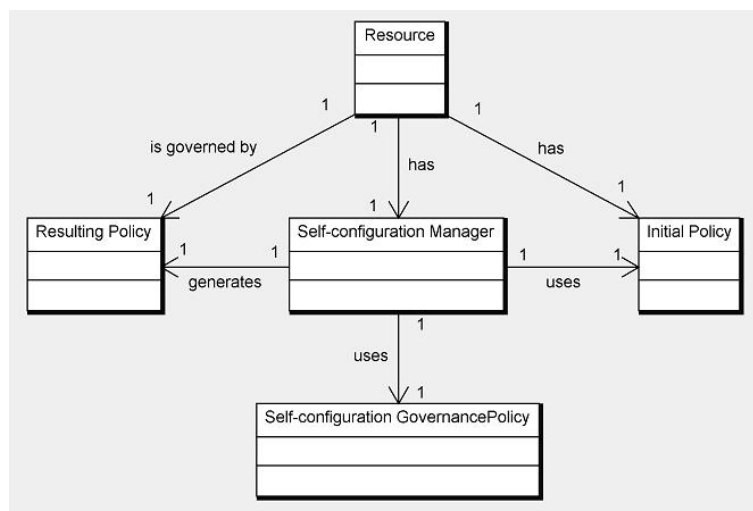 Resource
1 1 1
is governed by has
has
1 1 1
Resulting Policy Self-configuration Manager Initial Policy
1 1 1 1
generates uses
1
uses
1
Self-configuration GovernancePolicy